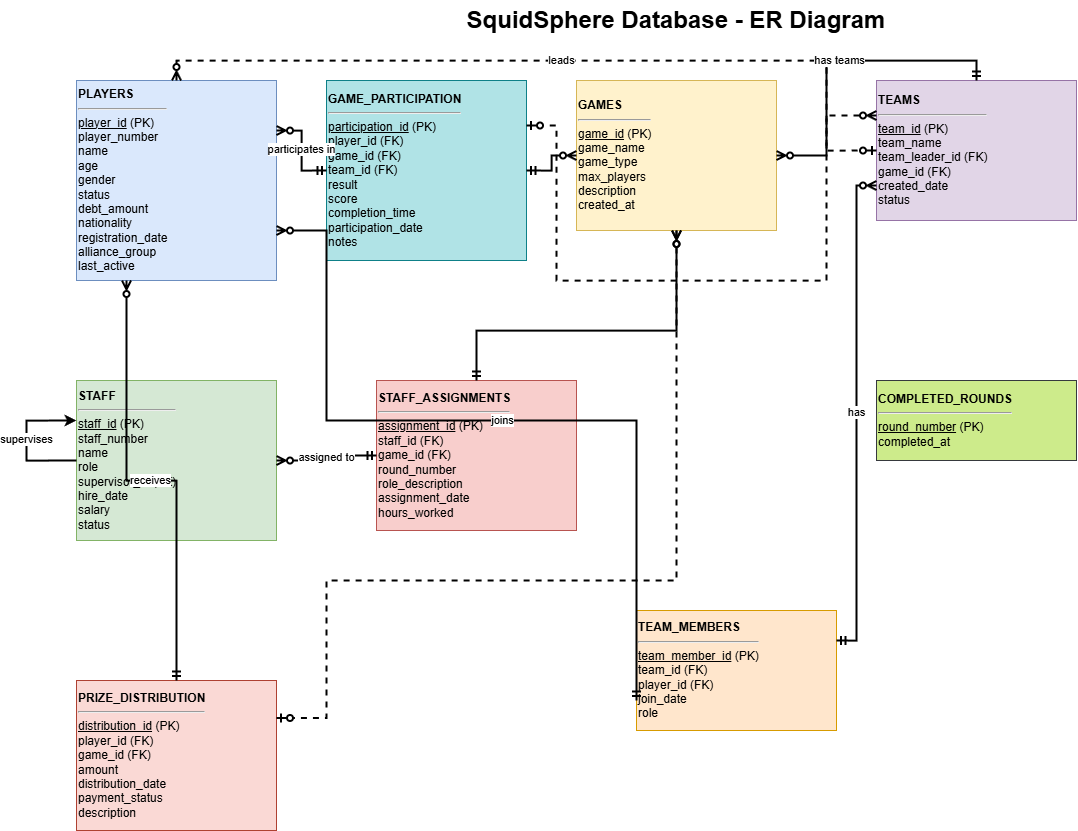 SquidSphere Database - ER Diagram
leads
has teams
PLAYERS
player_id (PK)
player_number
name
age
gender
status
debt_amount
nationality
registration_date
alliance_group
last_active
participates in
GAME_PARTICIPATION
participation_id (PK)
player_id (FK)
game_id (FK)
team_id (FK)
result
score
completion_time
participation_date
notes
GAMES
game_id (PK)
game_name
game_type
max_players
description
created_at
TEAMS
team_id (PK)
team_name
team_leader_id (FK)
game_id (FK)
created_date
status
STAFF
staff_id (PK)
staff_number
name
role
hire_date
salary
status
supervises
receives
assigned to
STAFF_ASSIGNMENTS
assignment_id (PK)
staff_id (FK)
game_id (FK)
round_number
role_description
assignment_date
hours_worked
joins
has
COMPLETED_ROUNDS
round_number (PK)
completed_at
TEAM_MEMBERS
team_member_id (PK)
team_id (FK)
player_id (FK)
join_date
role
PRIZE_DISTRIBUTION
distribution_id (PK)
player_id (FK)
game_id (FK)
amount
distribution_date
payment_status
description